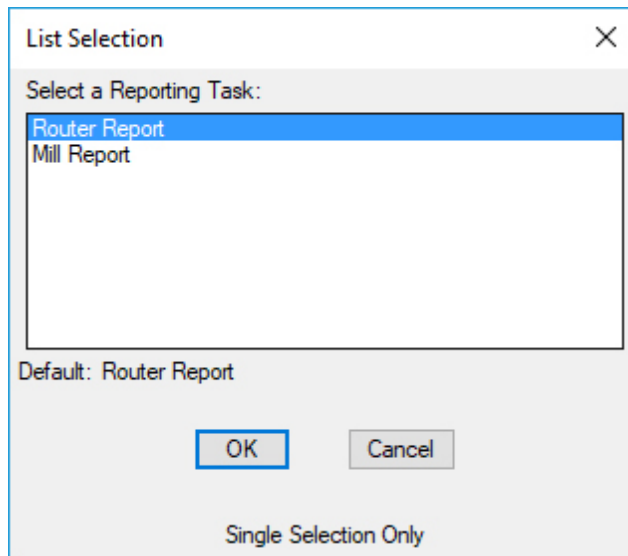 List Selection
Select a Reporting Task:
Router Report
Mill Report
Default: Router Report
OK Cancel
Single Selection Only